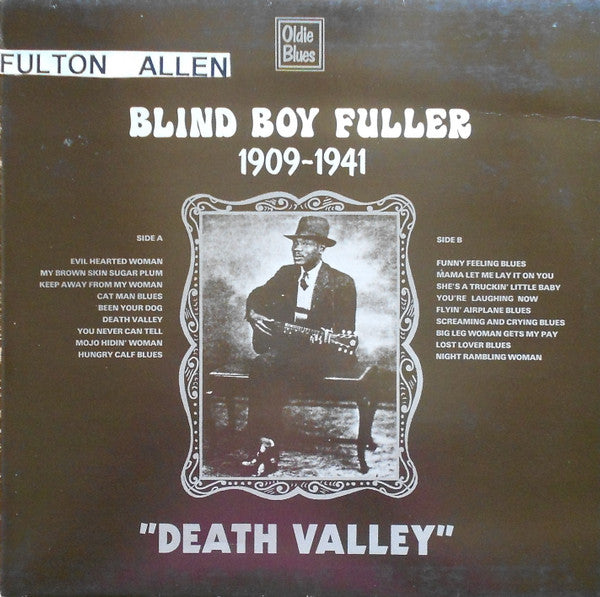 Oldie
Blues
FULTON ALLEN
BLIND BOY FULLER
1909-1941
SIDE A
EVIL HEARTED WOMAN
MY BROWN SKIN SUGAR PLUM
KEEP AWAY FROM MY WOMAN
CAT MAN BLUES
BEEN YOUR DOG
DEATH VALLEY
YOU NEVER CAN TELL
MOJO HIDIN' WOMAN
HUNGRY CALF BLUES
SIDE B
FUNNY FEELING BLUES
MAMA LET ME LAY IT ON YOU
SHE'S A TRUCKIN' LITTLE BABY
YOU'RE LAUGHING NOW
FLYIN' AIRPLANE BLUES
SCREAMING AND CRYING BLUES
BIG LEG WOMAN GETS MY PAY
LOST LOVER BLUES
NIGHT RAMBLING WOMAN
"DEATH VALLEY"